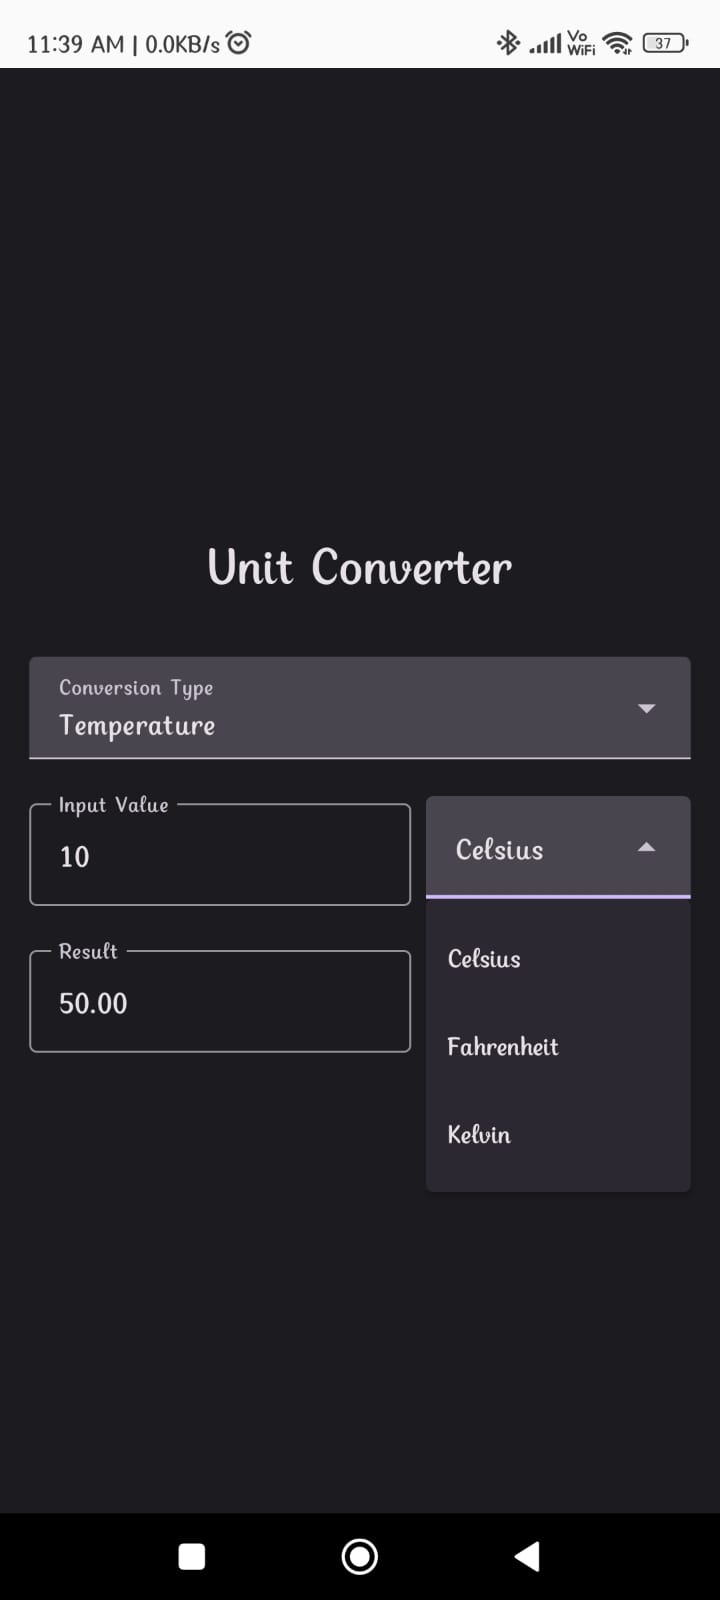 11:39 AM | 0.0KB/s
Vo
WiFi
37
Unit Converter
Conversion Type
Temperature
Input Value
10
Celsius
Result
50.00
Celsius
Fahrenheit
Kelvin